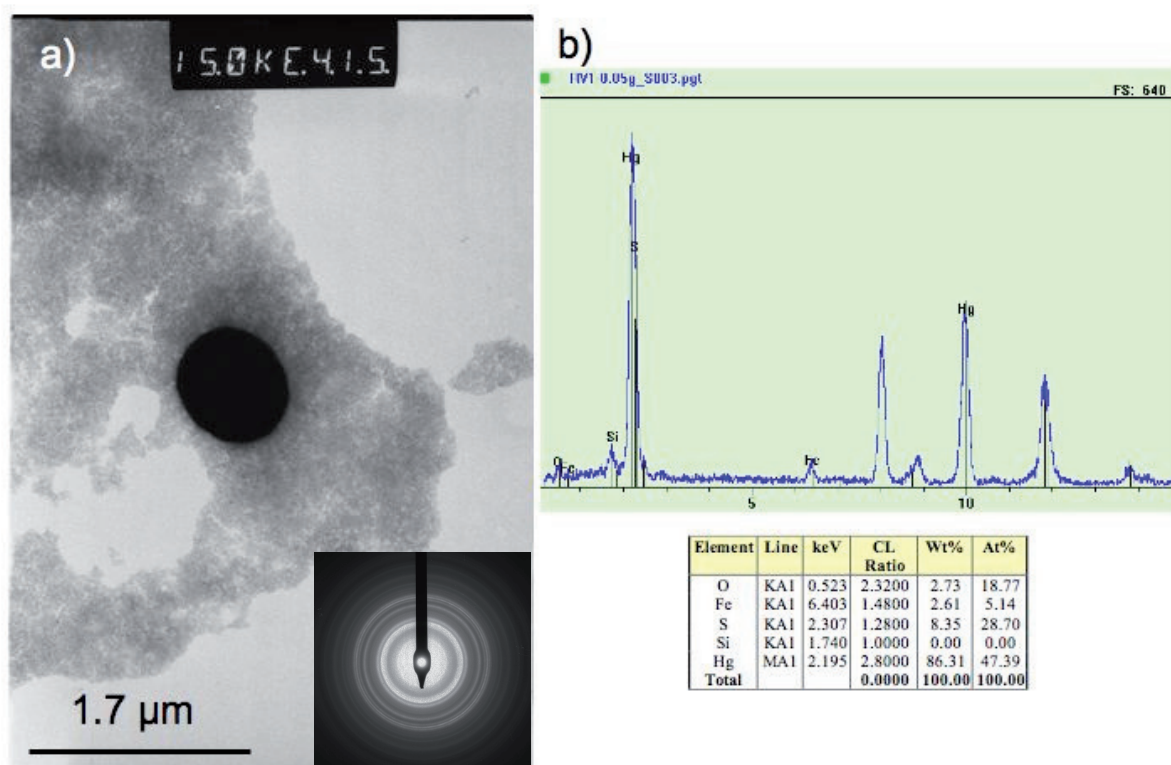 a)
15.0KE.4.1.5.
1.7 µm
b)
HV1 0.05g_S003.pgt
FS: 640
Hg
S
Si
O
Fe
Fe
Hg
5
10
Element Line keV CL Ratio Wt% At%
O KA1 0.523 2.3200 2.73 18.77
Fe KA1 6.403 1.4800 2.61 5.14
S KA1 2.307 1.2800 8.35 28.70
Si KA1 1.740 1.0000 0.00 0.00
Hg MA1 2.195 2.8000 86.31 47.39
Total 0.0000 100.00 100.00